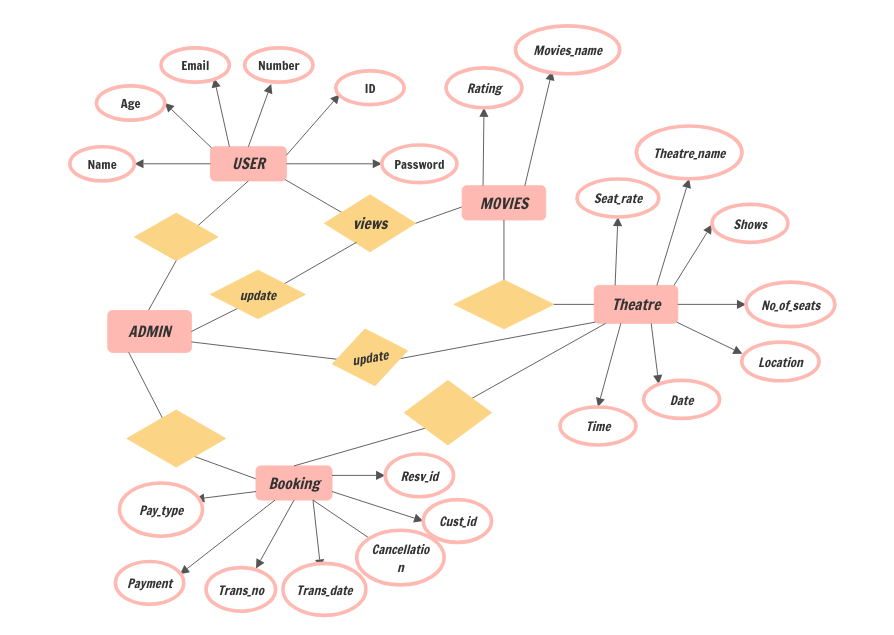 Movies_name
Email
Number
Rating
ID
Age
Theatre_name
Name
USER
Password
Seat_rate
MOVIES
views
Shows
update
Theatre
No_of_seats
ADMIN
update
Location
Date
Time
Resv_id
Booking
Pay_type
Cust_id
Cancellatio
n
Payment
Trans_no
Trans_date